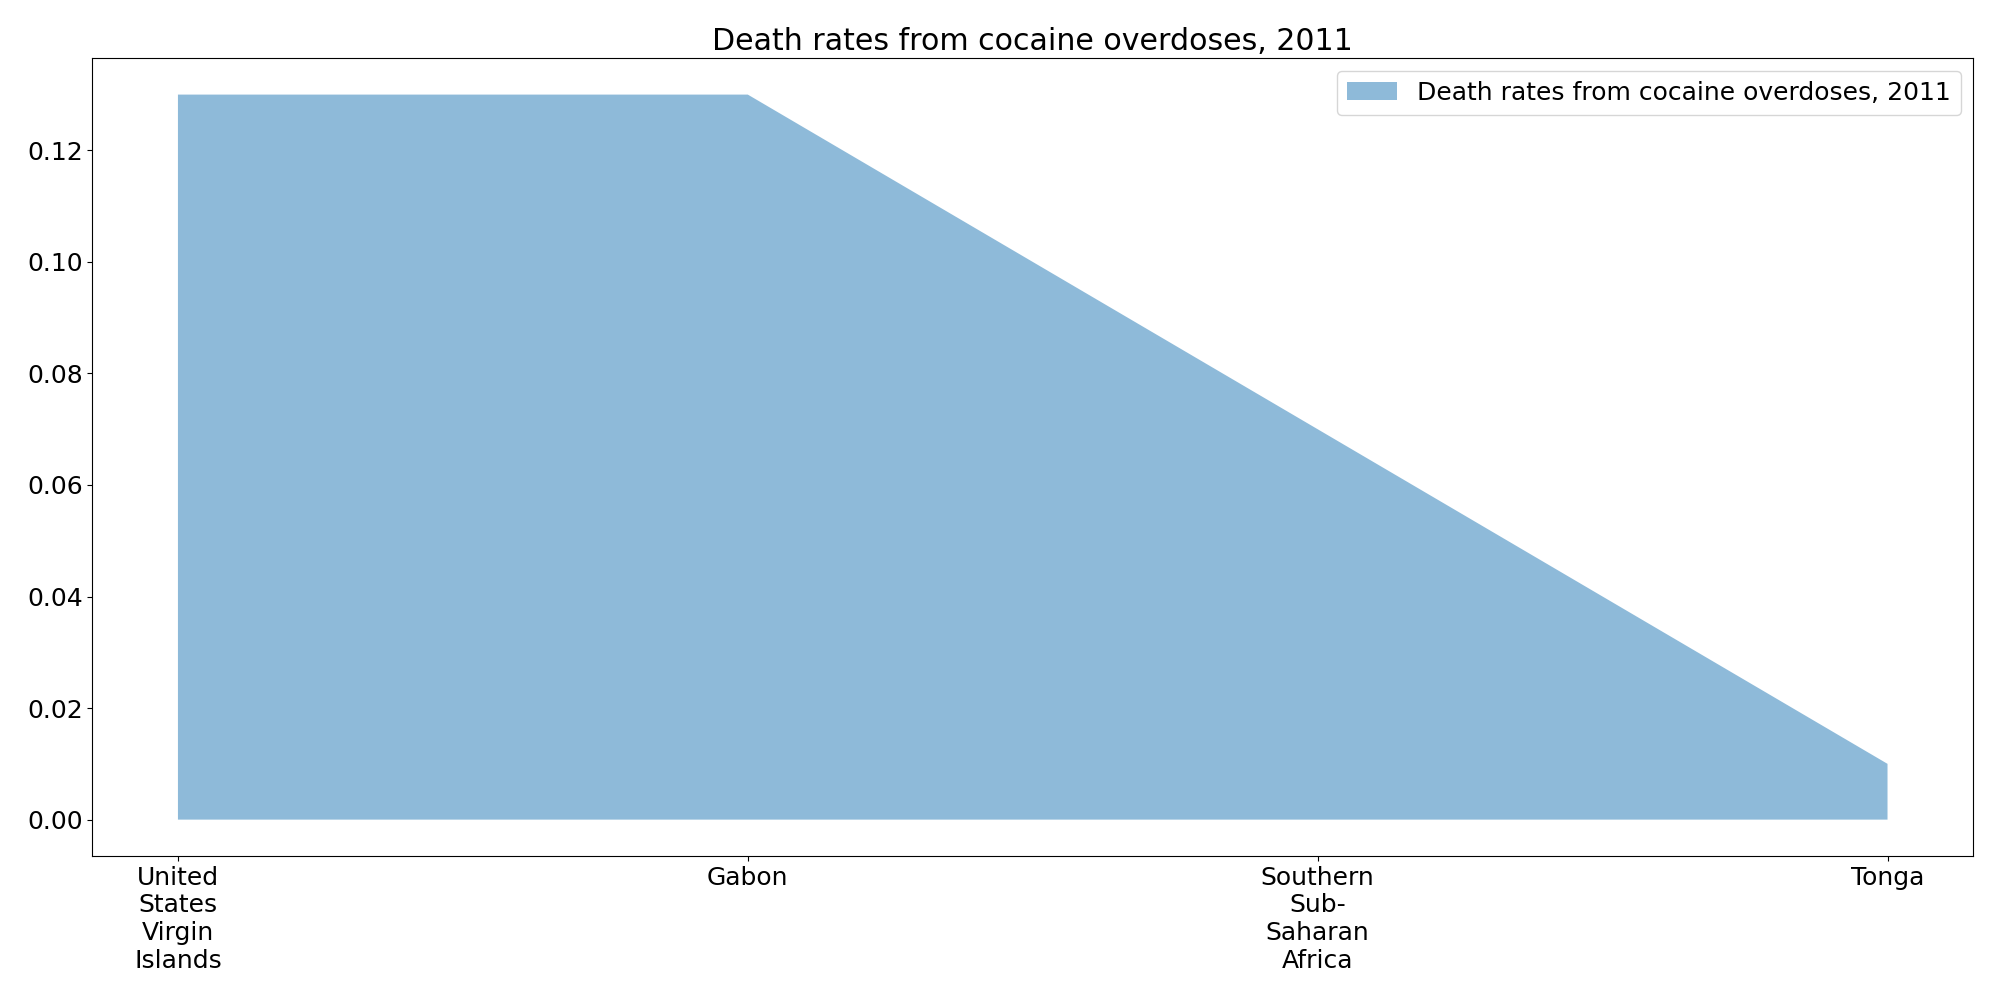 Death rates from cocaine overdoses, 2011
Death rates from cocaine overdoses, 2011
0.12
0.10
0.08
0.06
0.04
0.02
0.00
United
States
Virgin
Islands
Gabon
Southern
Sub-
Saharan
Africa
Tonga